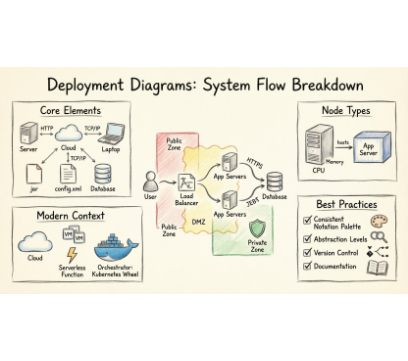 Deployment Diagrams: System Flow Breakdown
Core Elements
HTTP
TCP/IP
Server
Cloud
Laptop
TCP/IP
jar
config.xml
Database
Modern Context
VM
VM
Cloud
Serverless
Function
Orchestrator:
Kubernetes Wheel
Public
Zone
User
Load
Balancer
App Servers
HTTPS
App Servers
Database
Public
Zone
DMZ
Private
Zone
Node Types
hosts
Memory
CPU
App
Server
Best Practices
Consistent
Notation Palette
Abstraction Levels
Version Control
Documentation